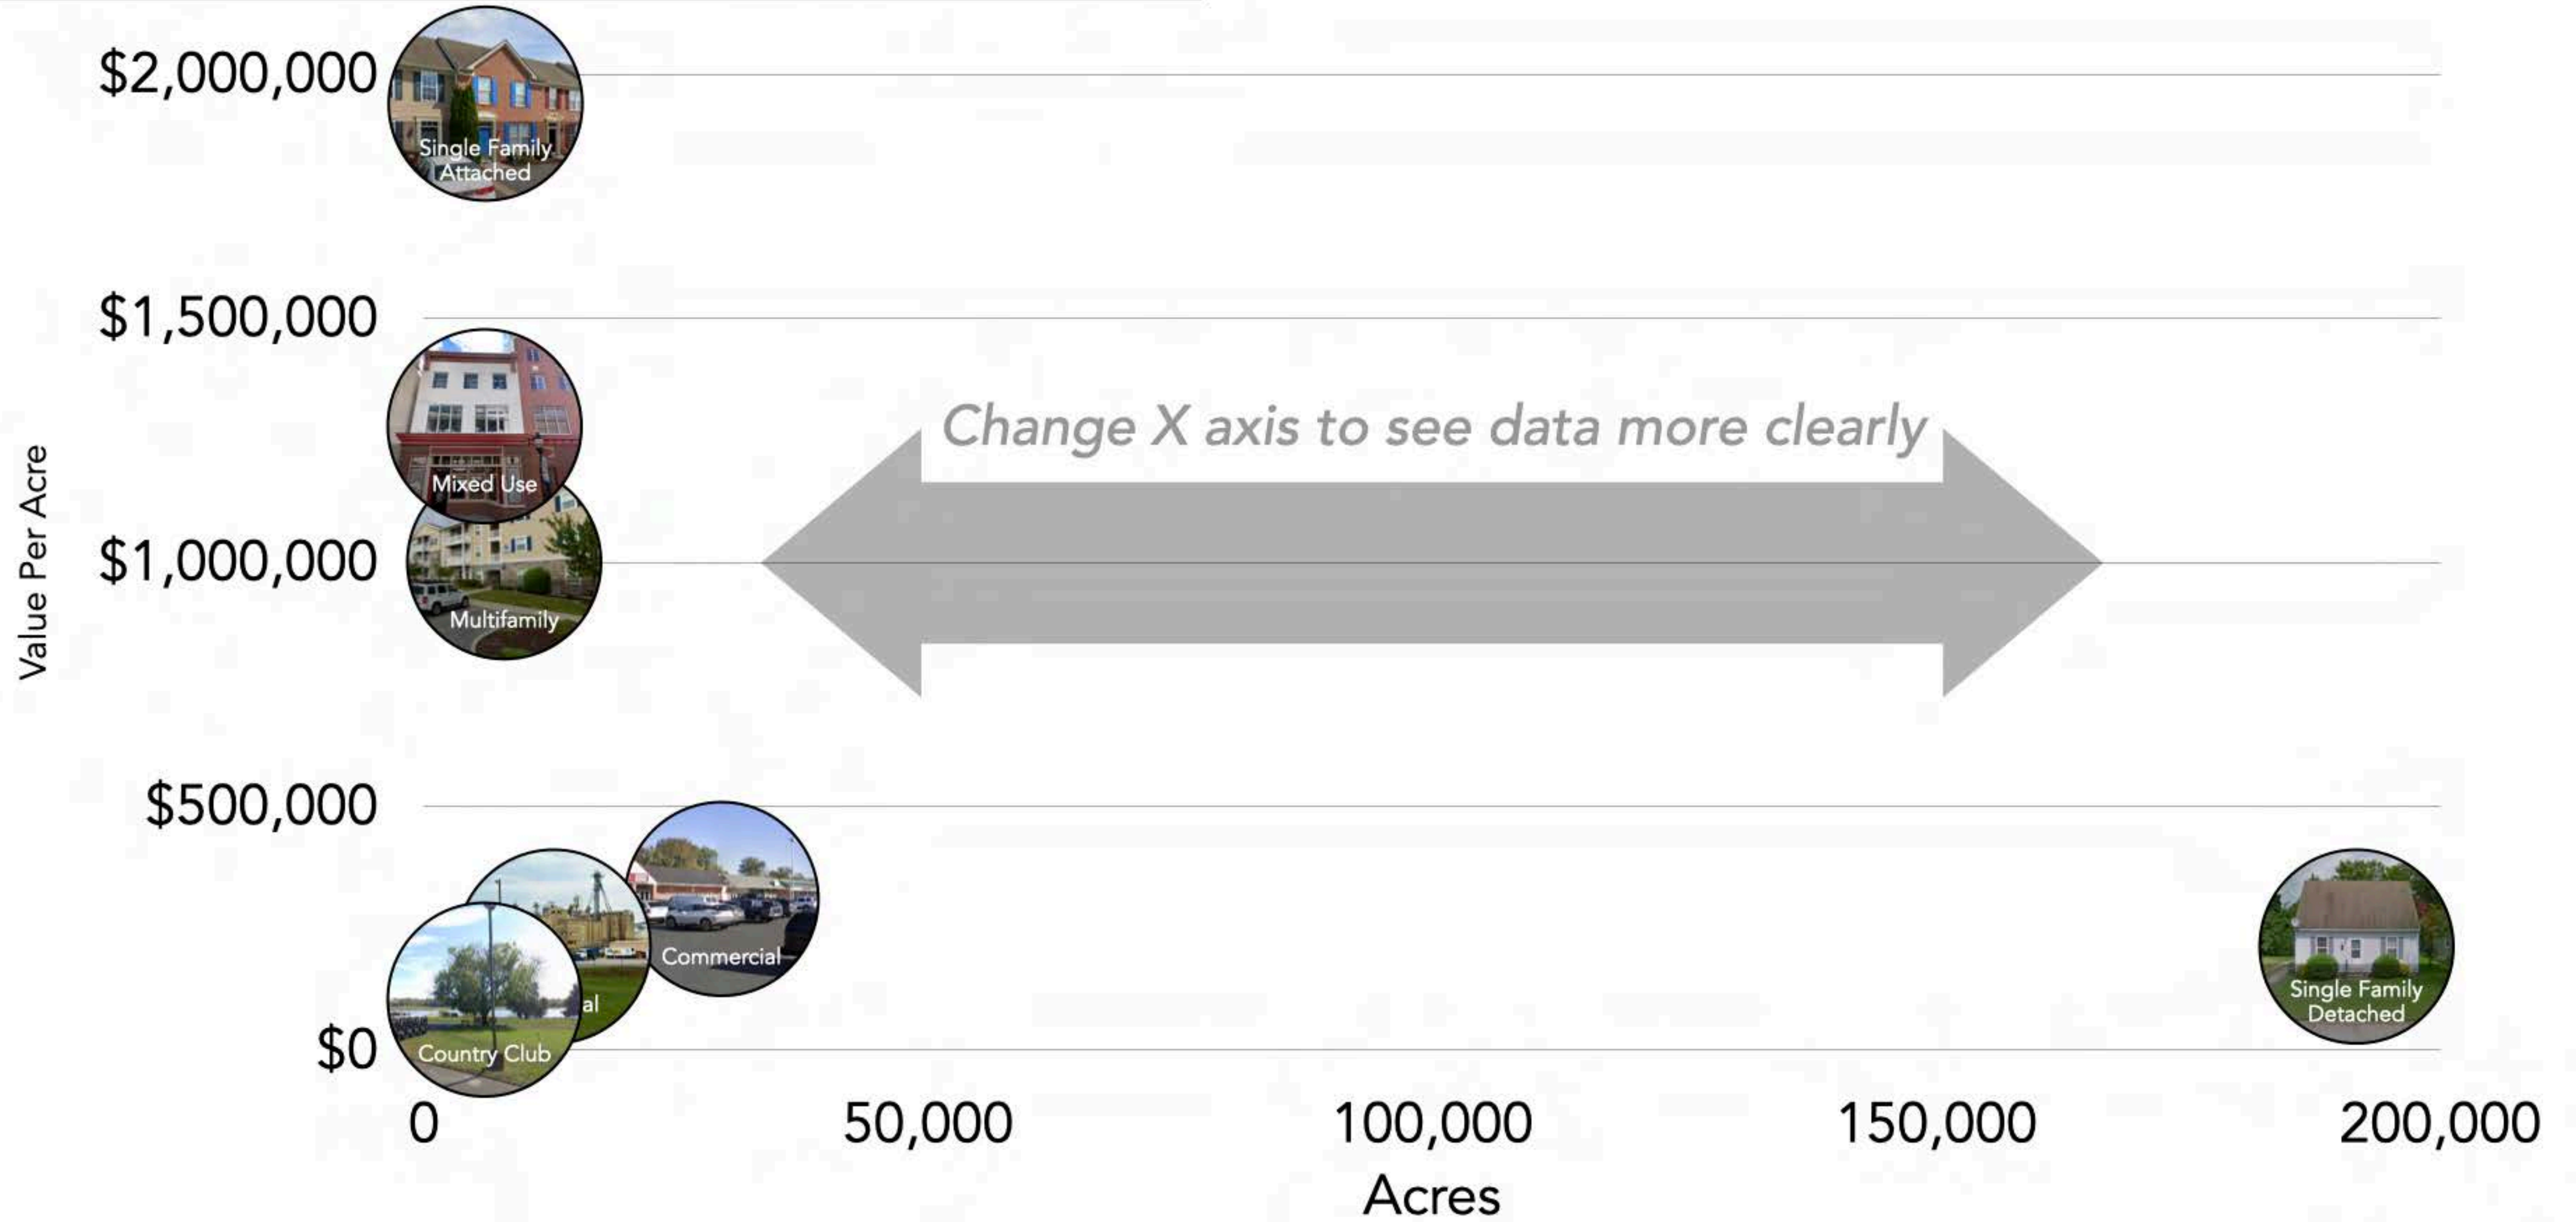 $2,000,000
Single Family
Attached
$1,500,000
Change X axis to see data more clearly
Mixed Use
Value Per Acre
$1,000,000
Multifamily
$500,000
Commercial
Single Family
Detached
al
$0
Country Club
0
50,000
100,000
150,000
200,000
Acres